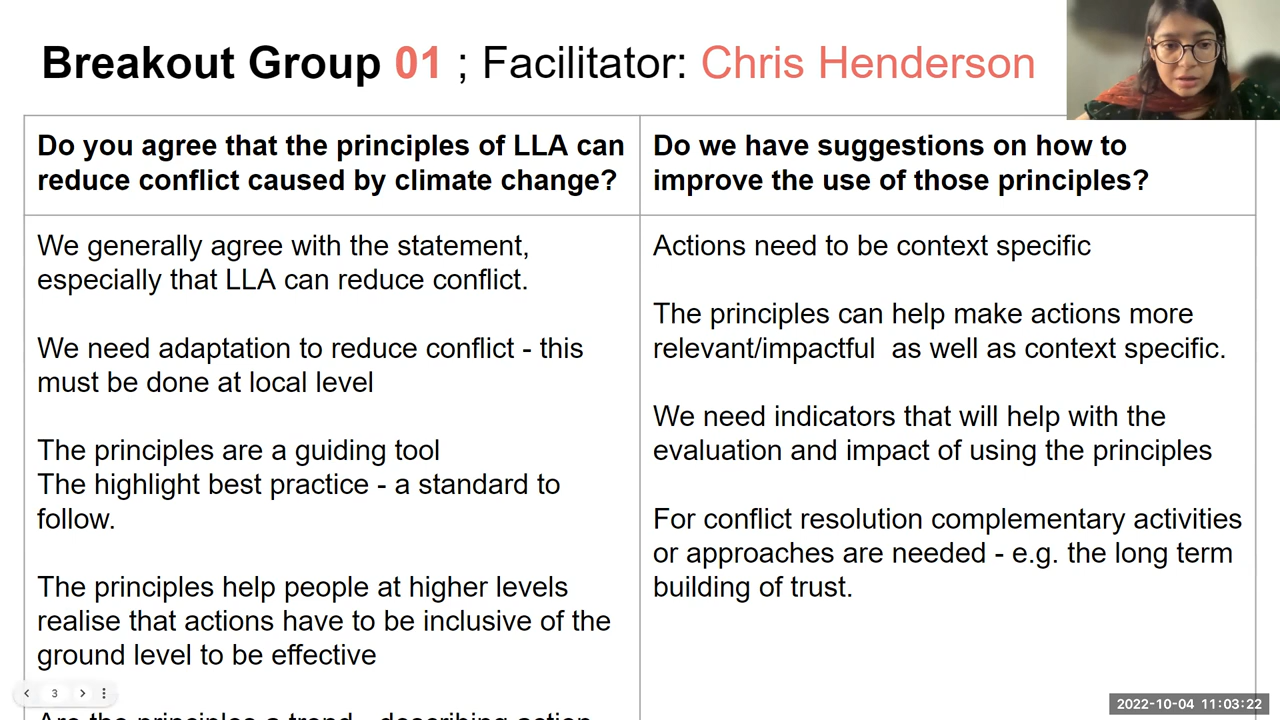 Breakout Group 01 ; Facilitator: Chris Henderson
Do you agree that the principles of LLA can
reduce conflict caused by climate change?
We generally agree with the statement,
especially that LLA can reduce conflict.
We need adaptation to reduce conflict - this
must be done at local level
The principles are a guiding tool
The highlight best practice - a standard to
follow.
The principles help people at higher levels
realise that actions have to be inclusive of the
ground level to be effective
Are the principles a trend - describing action
Do we have suggestions on how to
improve the use of those principles?
Actions need to be context specific
The principles can help make actions more
relevant/impactful  as well as context specific.
We need indicators that will help with the
evaluation and impact of using the principles
For conflict resolution complementary activities
or approaches are needed - e.g. the long term
building of trust.
3
2022-10-04 11:03:22